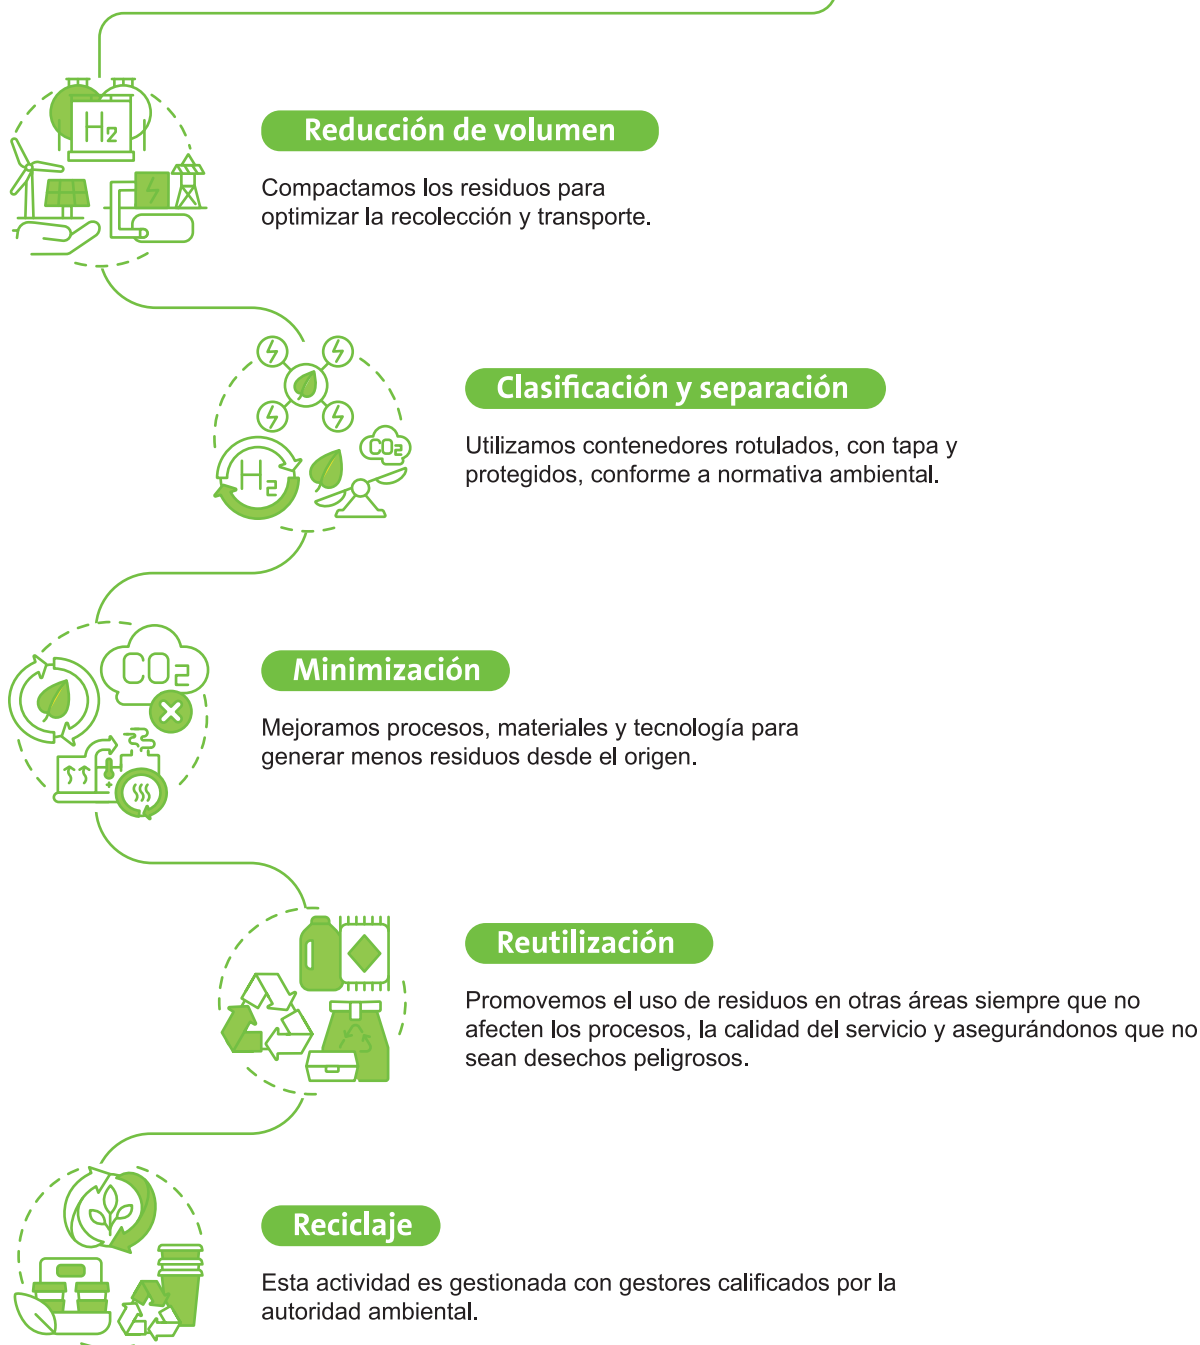 H2
Reducción de volumen
Compactamos los residuos para
optimizar la recolección y transporte.
Clasificación y separación
CO2
H2
Utilizamos contenedores rotulados, con tapa y
protegidos, conforme a normativa ambiental.
CO2
Minimización
Mejoramos procesos, materiales y tecnología para
generar menos residuos desde el origen.
Reutilización
Promovemos el uso de residuos en otras áreas siempre que no
afecten los procesos, la calidad del servicio y asegurándonos que no
sean desechos peligrosos.
Reciclaje
Esta actividad es gestionada con gestores calificados por la
autoridad ambiental.